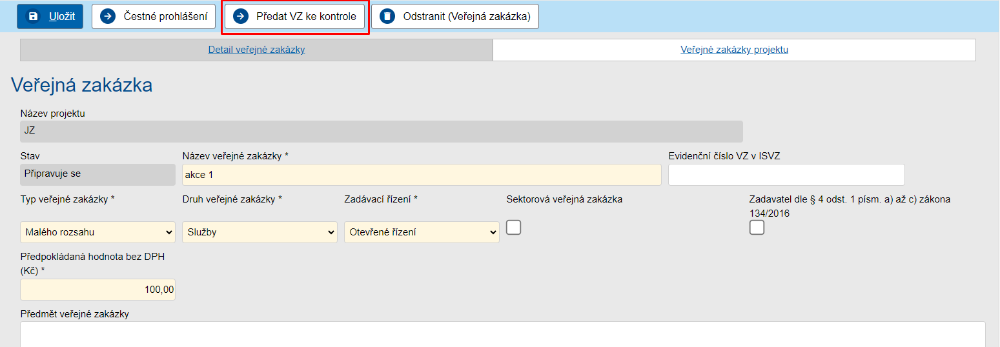 Uložit
Čestné prohlášení
Předat VZ ke kontrole
Odstranit (Veřejná zakázka)
Detail veřejné zakázky
Veřejné zakázky projektu
Veřejná zakázka
Název projektu
JZ
Stav
Název veřejné zakázky *
Evidenční číslo VZ v ISVZ
Připravuje se
akce 1
Typ veřejné zakázky *
Druh veřejné zakázky *
Zadávací řízení *
Sektorová veřejná zakázka
Zadavatel dle § 4 odst. 1 písm. a) až c) zákona
134/2016
Malého rozsahu
Služby
Otevřené řízení
Předpokládaná hodnota bez DPH
(Kč) *
100,00
Předmět veřejné zakázky